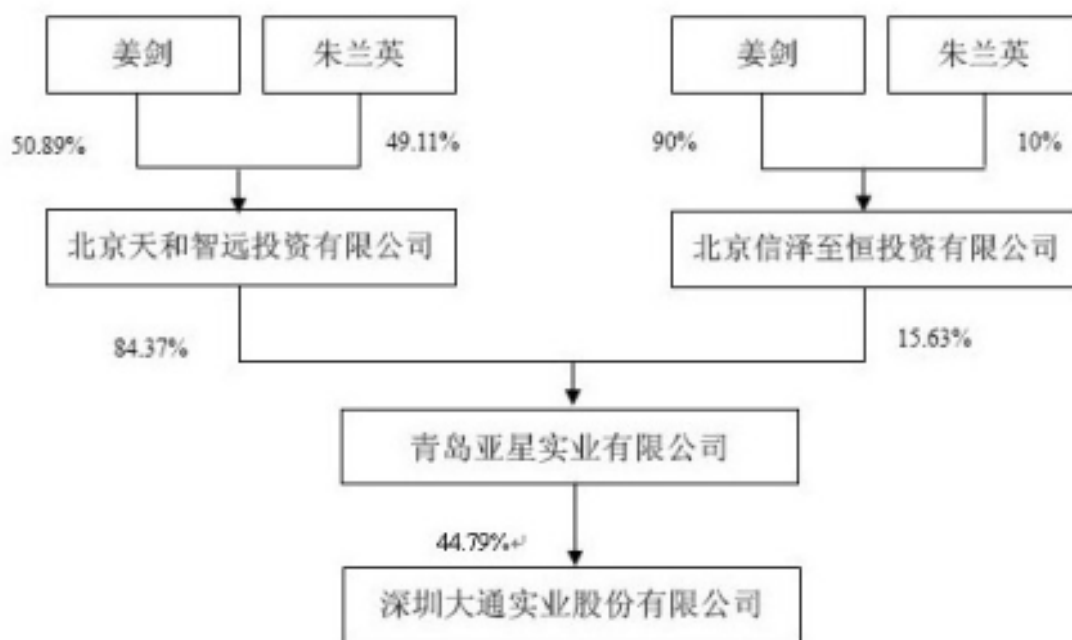 姜剑
朱兰英
姜剑
朱兰英
50.89%
49.11%
90%
10%
北京天和智远投资有限公司
北京信泽至恒投资有限公司
84.37%
15.63%
青岛亚星实业有限公司
44.79%↵
深圳大通实业股份有限公司